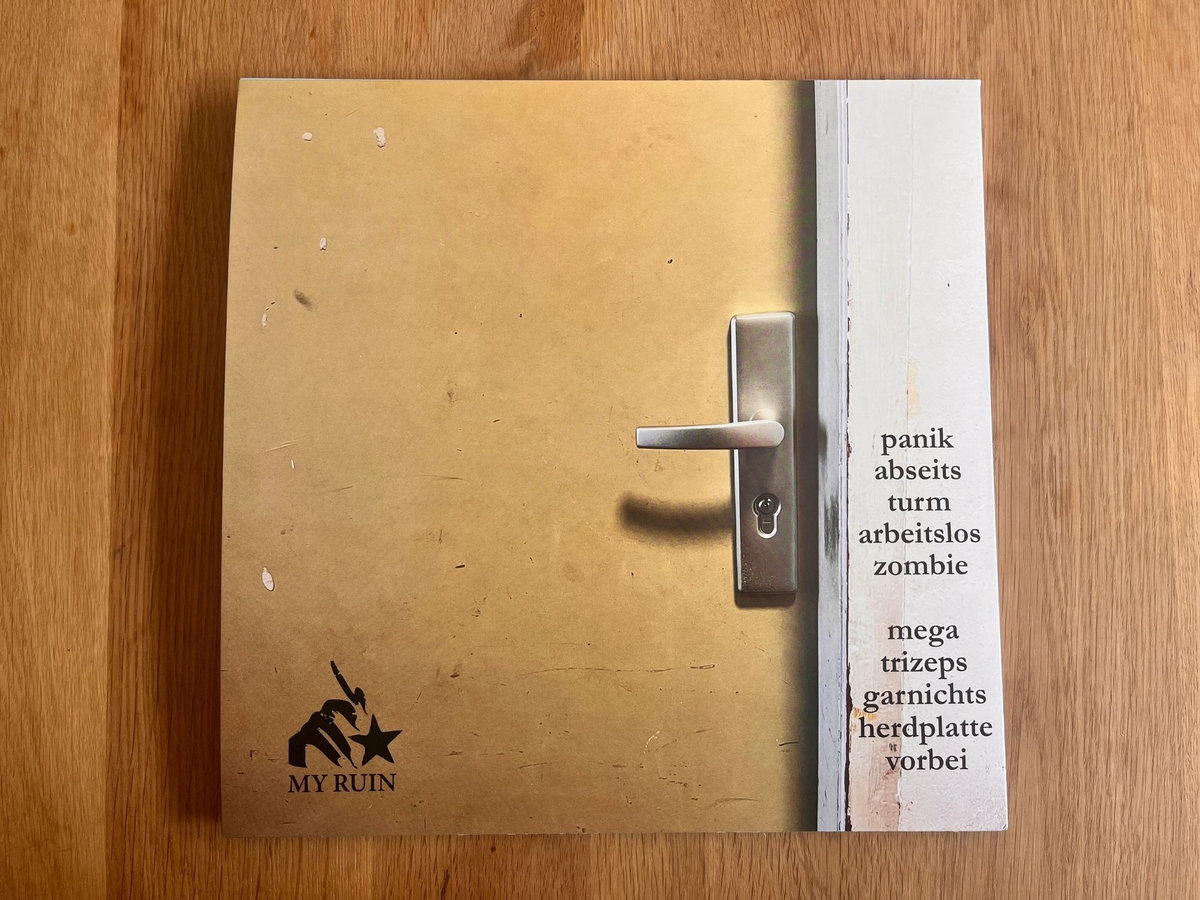 panik
abseits
turm
arbeitslos
zombie
mega
trizeps
garnichts
herdplatte
vorbei
MY RUIN